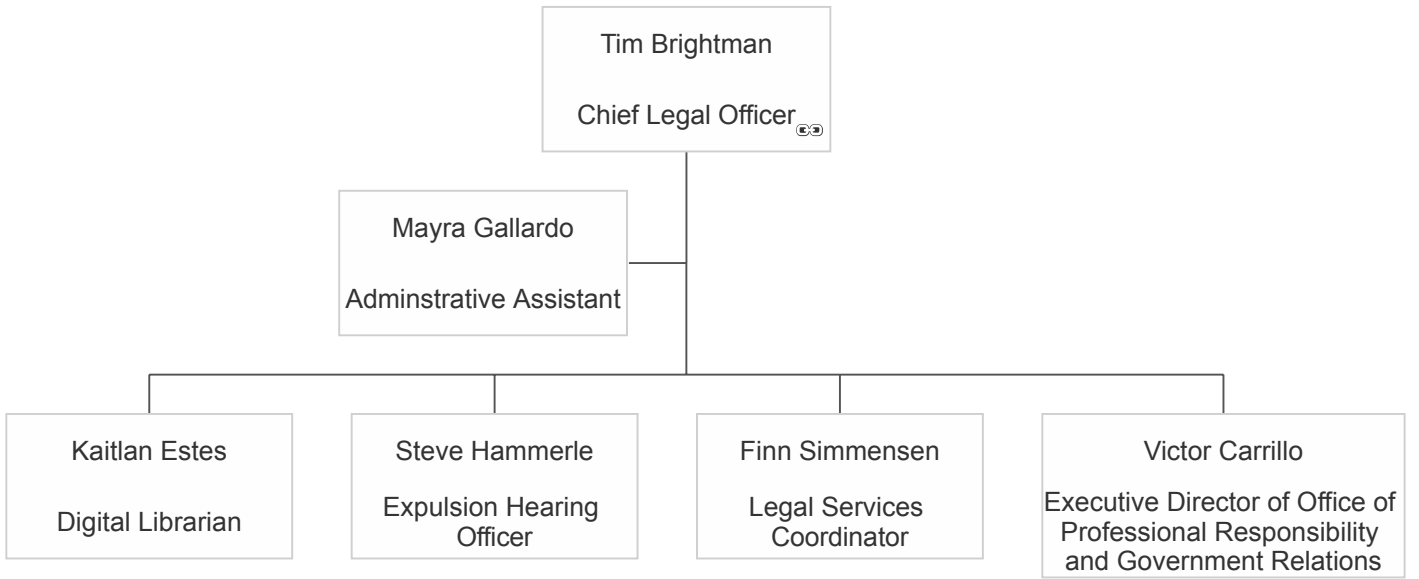 Tim Brightman
Chief Legal Officer
Mayra Gallardo
Adminstrative Assistant
Kaitlan Estes
Digital Librarian
Steve Hammerle
Expulsion Hearing
Officer
Finn Simmensen
Legal Services
Coordinator
Victor Carrillo
Executive Director of Office of
Professional Responsibility
and Government Relations